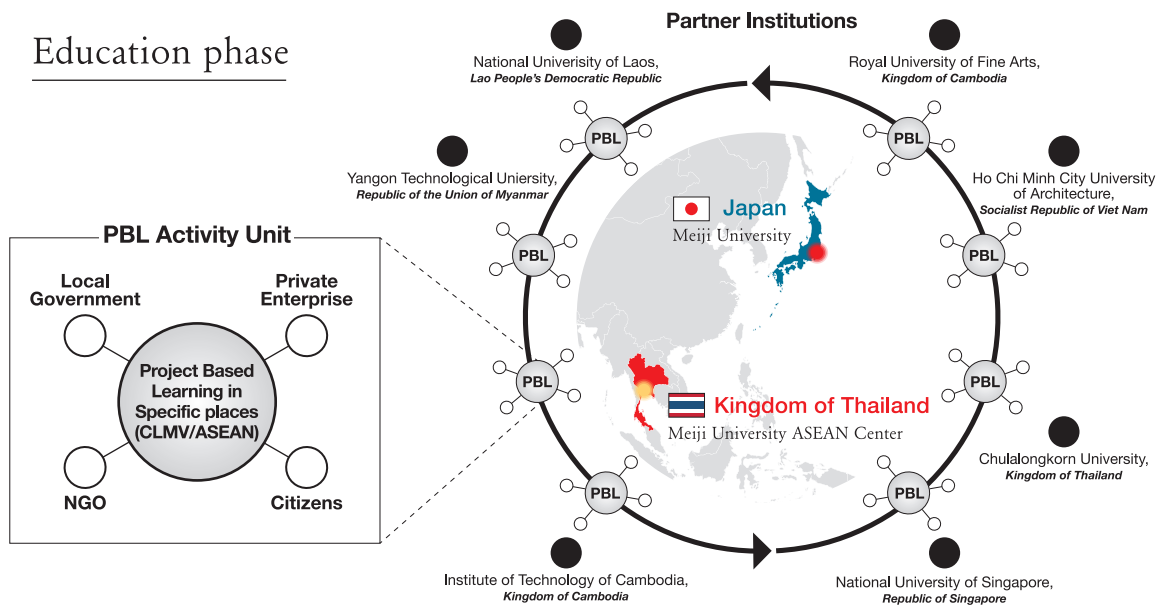 Education phase
Partner Institutions
National Univerisity of Laos,
Lao People's Democratic Republic
Royal University of Fine Arts,
Kingdom of Cambodia
Yangon Technological Uniersity,
Republic of the Union of Myanmar
Ho Chi Minh City University
of Architecture,
Socialist Republic of Viet Nam
PBL
PBL
PBL
PBL
PBL
PBL
PBL
PBL
Japan
Meiji University
Kingdom of Thailand
Meiji University ASEAN Center
PBL Activity Unit
Local
Government
Private
Enterprise
Project Based
Learning in
Specific places
(CLMV/ASEAN)
NGO
Citizens
Chulalongkorn University,
Kingdom of Thailand
Institute of Technology of Cambodia,
Kingdom of Cambodia
National University of Singapore,
Republic of Singapore